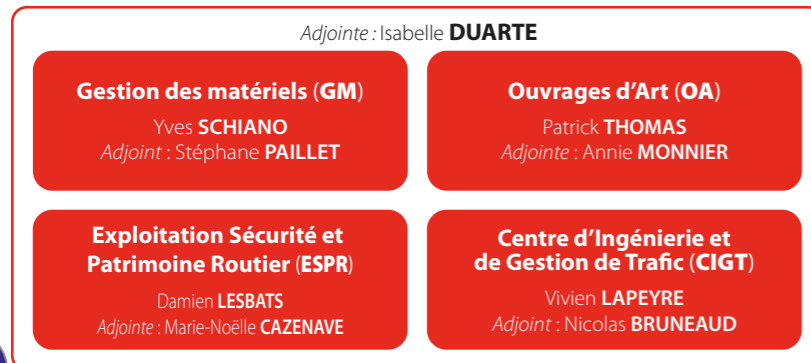 Adjointe : Isabelle DUARTE
Gestion des matériels (GM)
Yves SCHIANO
Adjoint : Stéphane PAILLET
Ouvrages d'Art (OA)
Patrick THOMAS
Adjointe : Annie MONNIER
Exploitation Sécurité et
Patrimoine Routier (ESPR)
Damien LESBATS
Adjointe : Marie-Noëlle CAZENAVE
Centre d'Ingénierie et
de Gestion de Trafic (CIGT)
Vivien LAPEYRE
Adjoint : Nicolas BRUNEAUD